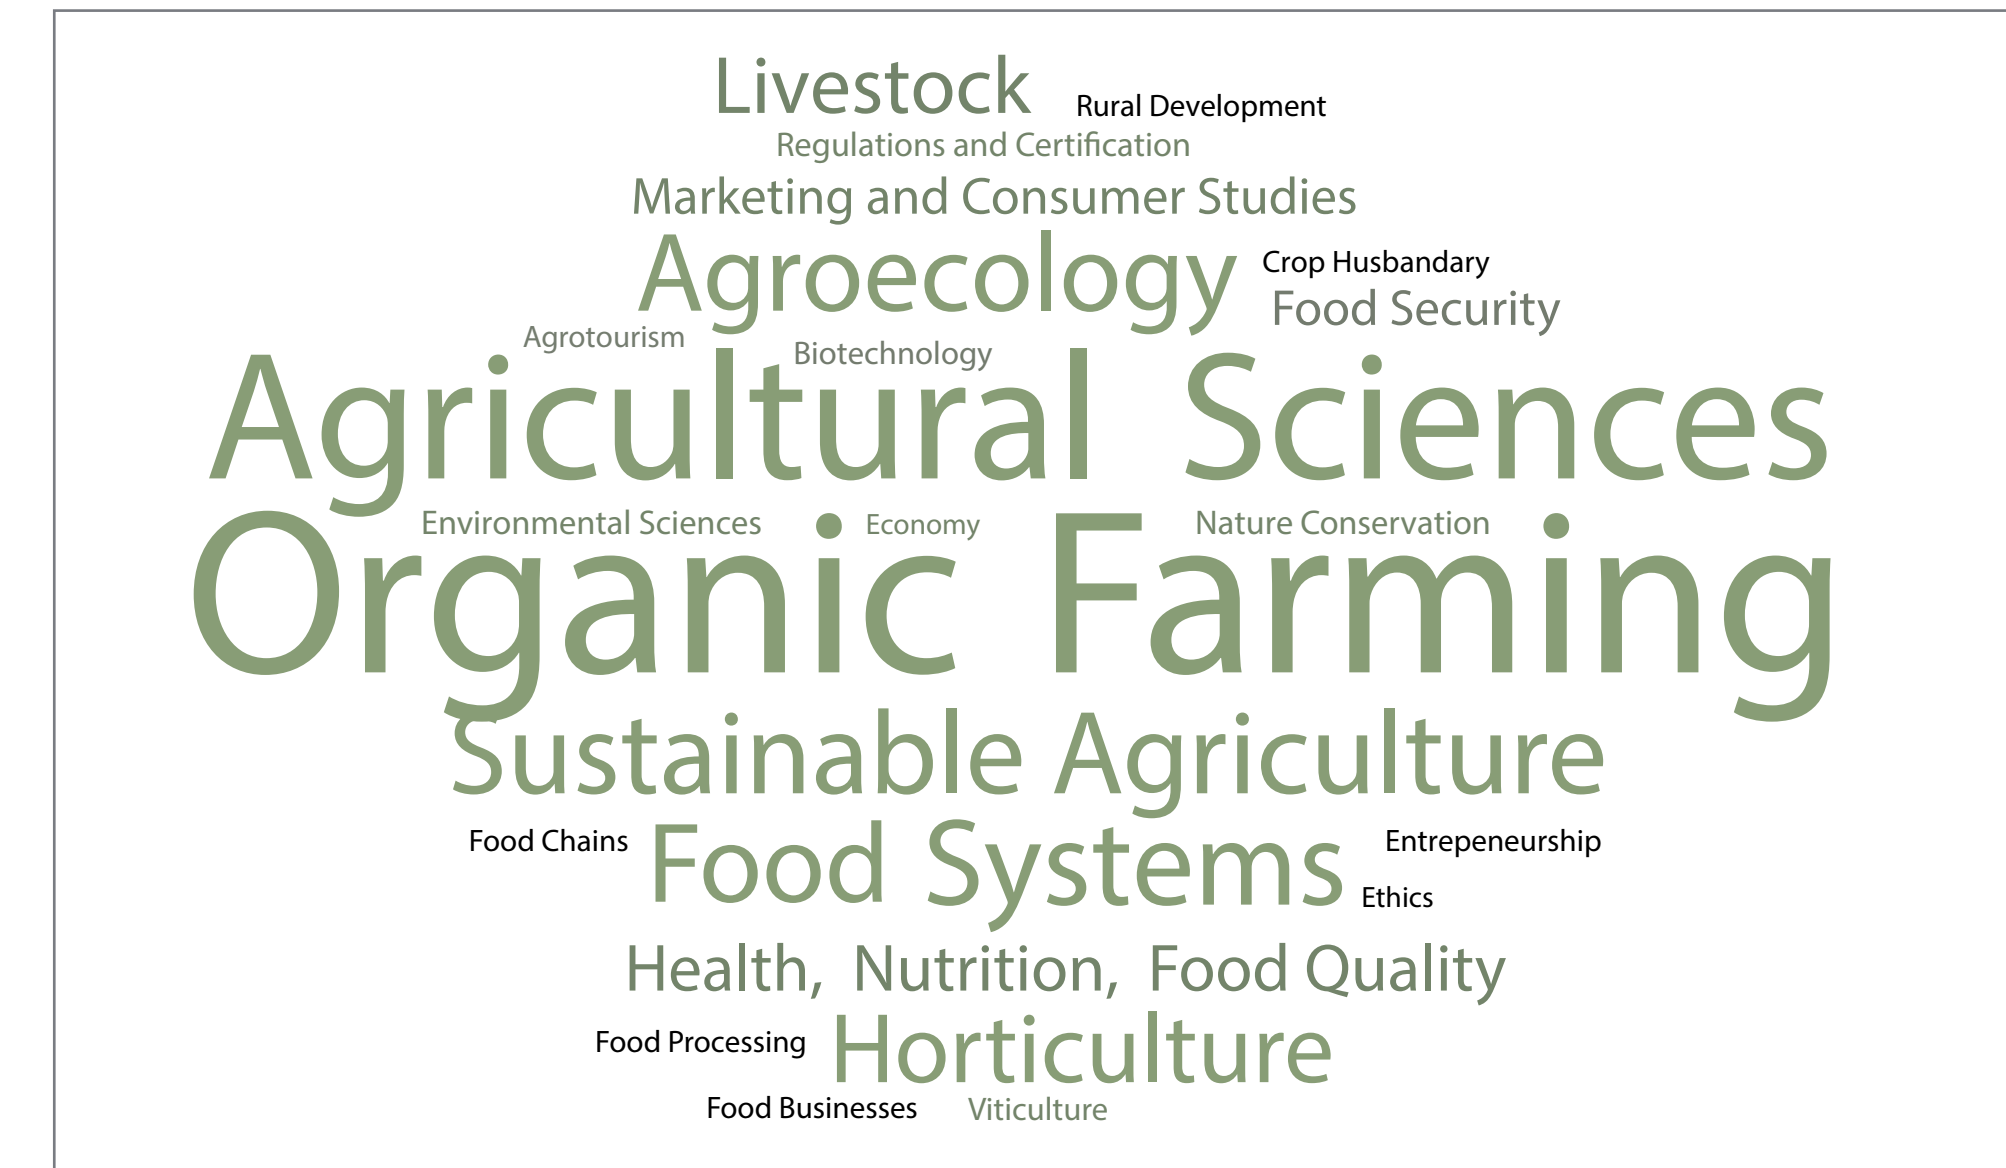 Livestock
Rural Development
Regulations and Certification
Marketing and Consumer Studies
Agroecology
Crop Husbandary
Food Security
Agrotourism
Biotechnology
Agricultural Sciences
Environmental Sciences
Economy
Nature Conservation
Organic Farming
Sustainable Agriculture
Food Chains
Food Systems
Entrepeneurship
Ethics
Health, Nutrition, Food Quality
Food Processing
Horticulture
Food Businesses
Viticulture